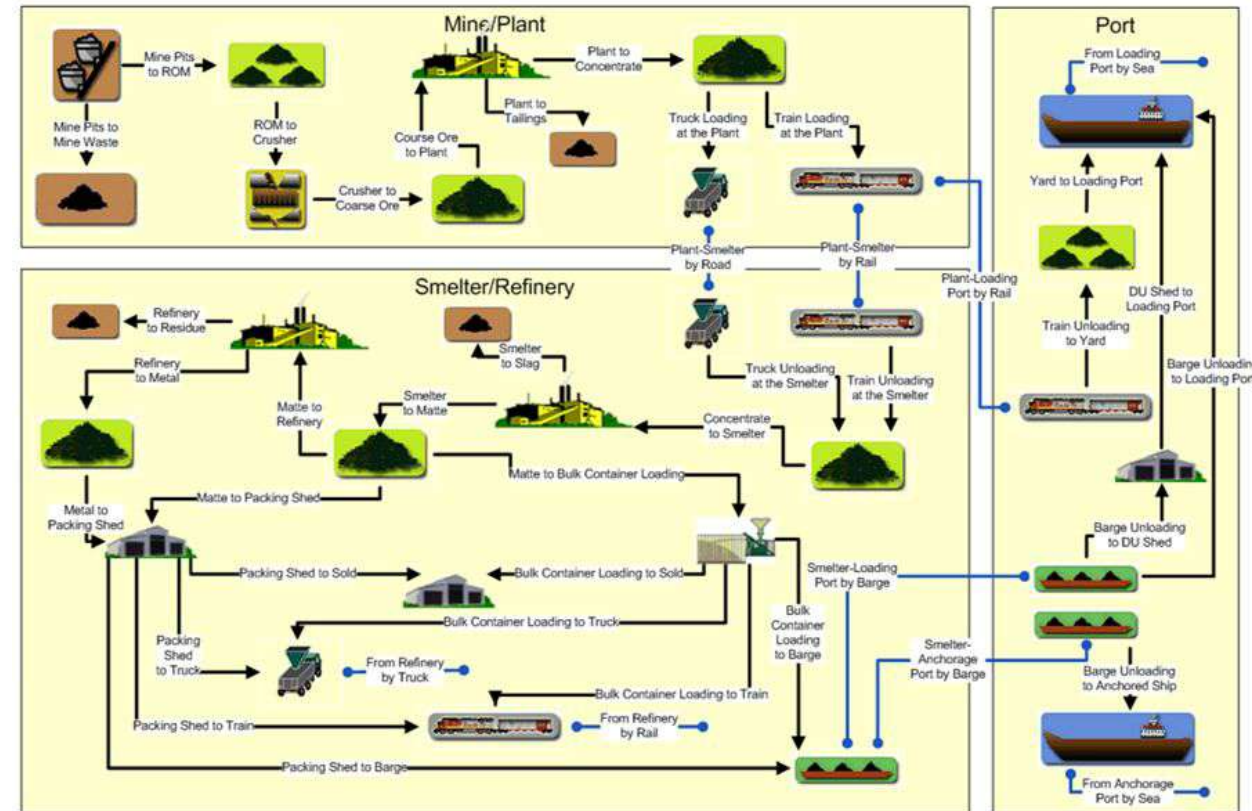 Mine/Plant
Mine Pits
to ROM
Mine Pits to
Mine Waste
ROM to
Crusher
Crusher to
Coarse Ore
Course Ore
to Plant
Plant to
Concentrate
Plant to
Tailings
Truck Loading
at the Plant
Train Loading
at the Plant
Plant-Smelter
by Road
Plant-Smelter
by Rail
Plant-Loading
Port by Rail
Port
From Loading
Port by Sea
Yard to Loading Port
DU Shed to
Loading Port
Train Unloading
to Yard
Barge Unloading
to Loading Port
Barge Unloading
to DU Shed
Barge Unloading
to Anchored Ship
From Anchorage
Port by Sea
Smelter/Refinery
Refinery
to Residue
Refinery
to Metal
Matte to
Refinery
Smelter
to Matte
Smelter
to Slag
Concentrate
to Smelter
Truck Unloading
at the Smelter
Train Unloading
at the Smelter
Matte to Bulk Container Loading
Matte to Packing Shed
Metal to
Packing Shed
Packing Shed to Sold
Bulk Container Loading to Sold
Bulk Container Loading to Truck
Packing
Shed
to Truck
From Refinery
by Truck
Bulk
Container
Loading
to Barge
Bulk Container Loading to Train
Packing Shed to Train
From Refinery
by Rail
Packing Shed to Barge
Smelter-Loading
Port by Barge
Smelter-
Anchorage
Port by Barge